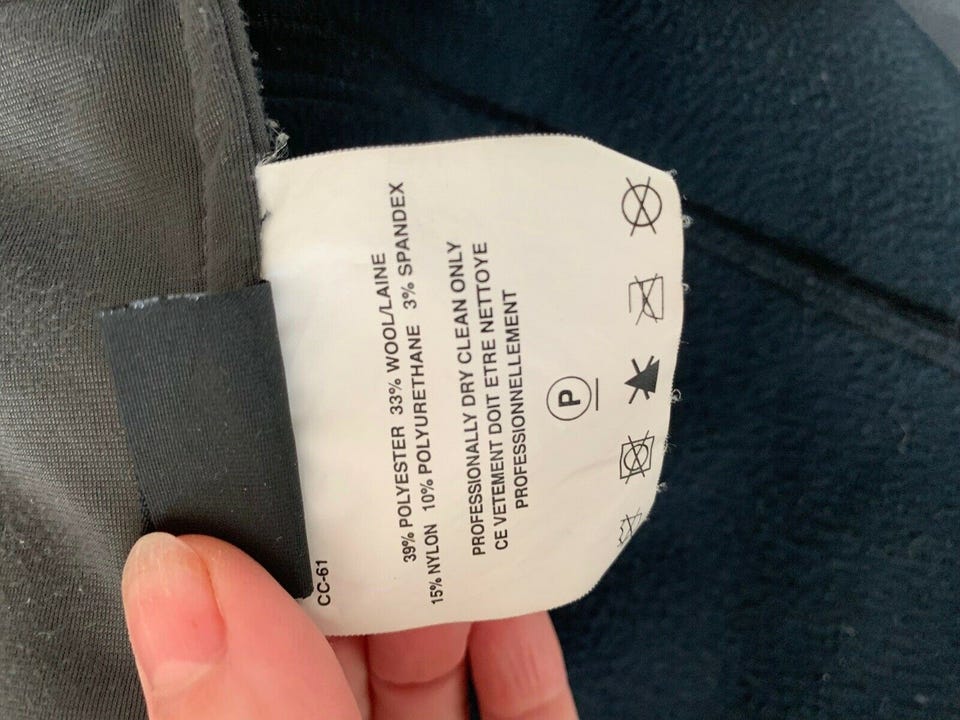 CC-61
39% POLYESTER 33% WOOL/LAINE
15% NYLON 10% POLYURETHANE 3% SPANDEX
PROFESSIONALLY DRY CLEAN ONLY
CE VETEMENT DOIT ETRE NETTOYE
PROFESSIONNELLEMENT
P